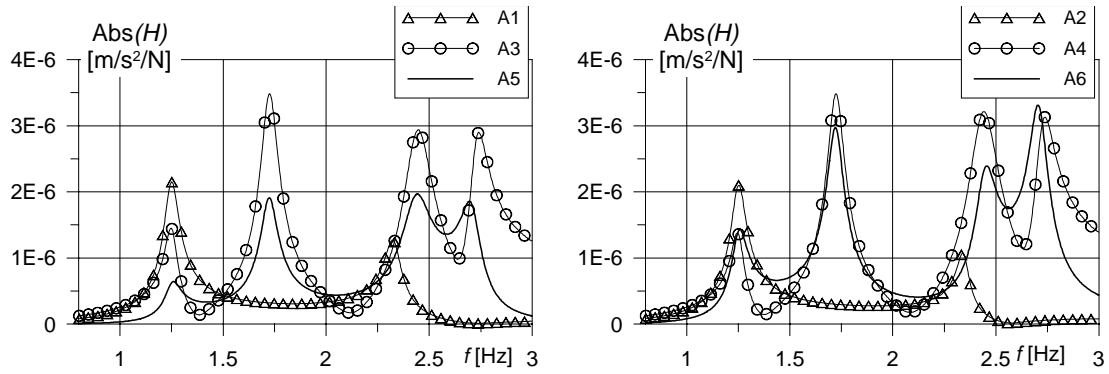 Abs(H)
[m/s²/N]
A1
A3
A5
4E-6
3E-6
2E-6
1E-6
0
1
1.5
2
2.5
f [Hz]
3
Abs(H)
[m/s²/N]
A2
A4
A6
4E-6
3E-6
2E-6
1E-6
0
1
1.5
2
2.5
f [Hz]
3